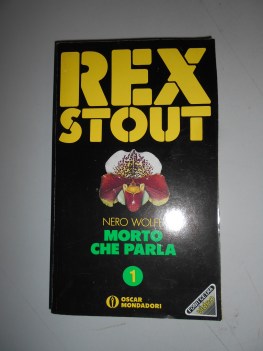 REX
STOUT
NERO WOLFE
MORTO
CHE PARLA
1
OSCAR
MONDADORI